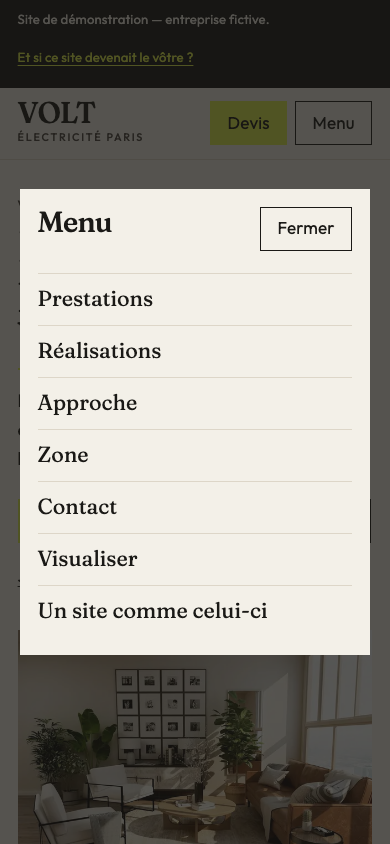 Site de démonstration — entreprise fictive.
Et si ce site devenait le vôtre ?
VOLT
ÉLECTRICITÉ PARIS
Devis
Menu
Menu
Fermer
Prestations
Réalisations
Approche
Zone
Contact
Visualiser
Un site comme celui-ci